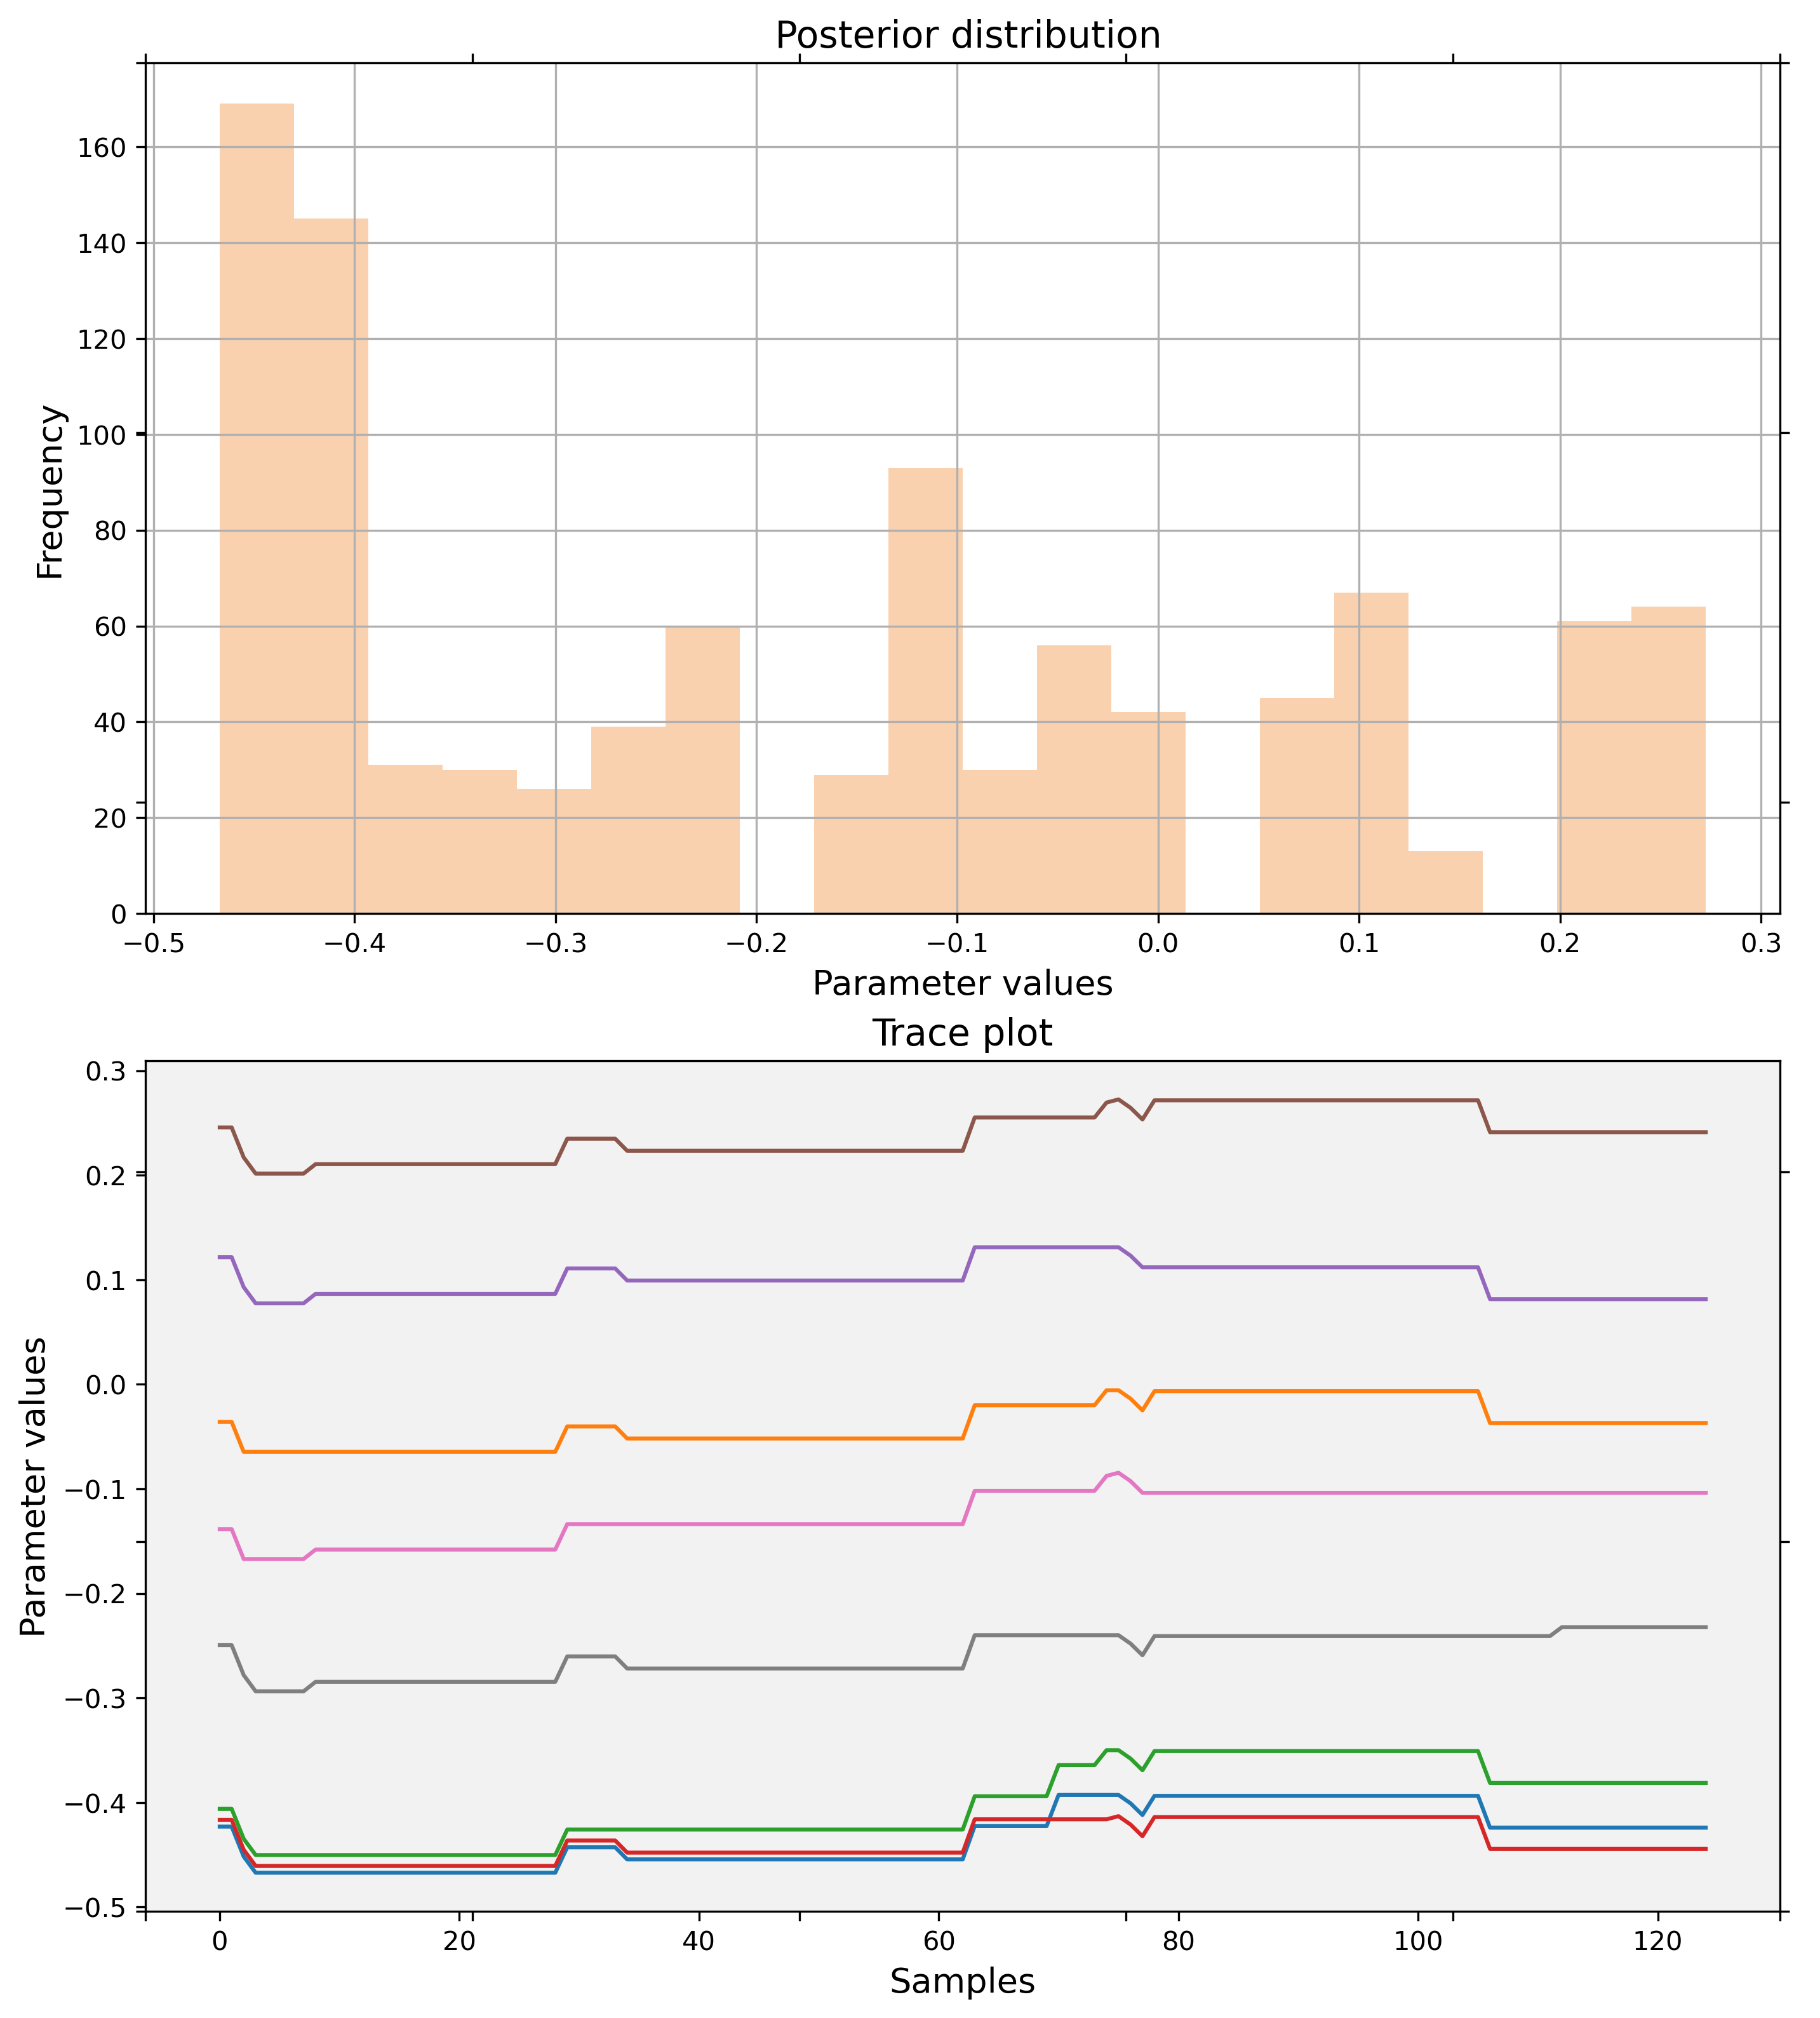 Posterior distribution
160
140
120
100
80
60
40
20
0
Frequency
−0.5 −0.4 −0.3 −0.2 −0.1 0.0 0.1 0.2 0.3
Parameter values
Trace plot
0.3
0.2
0.1
0.0
−0.1
−0.2
−0.3
−0.4
−0.5
Parameter values
0 20 40 60 80 100 120
Samples